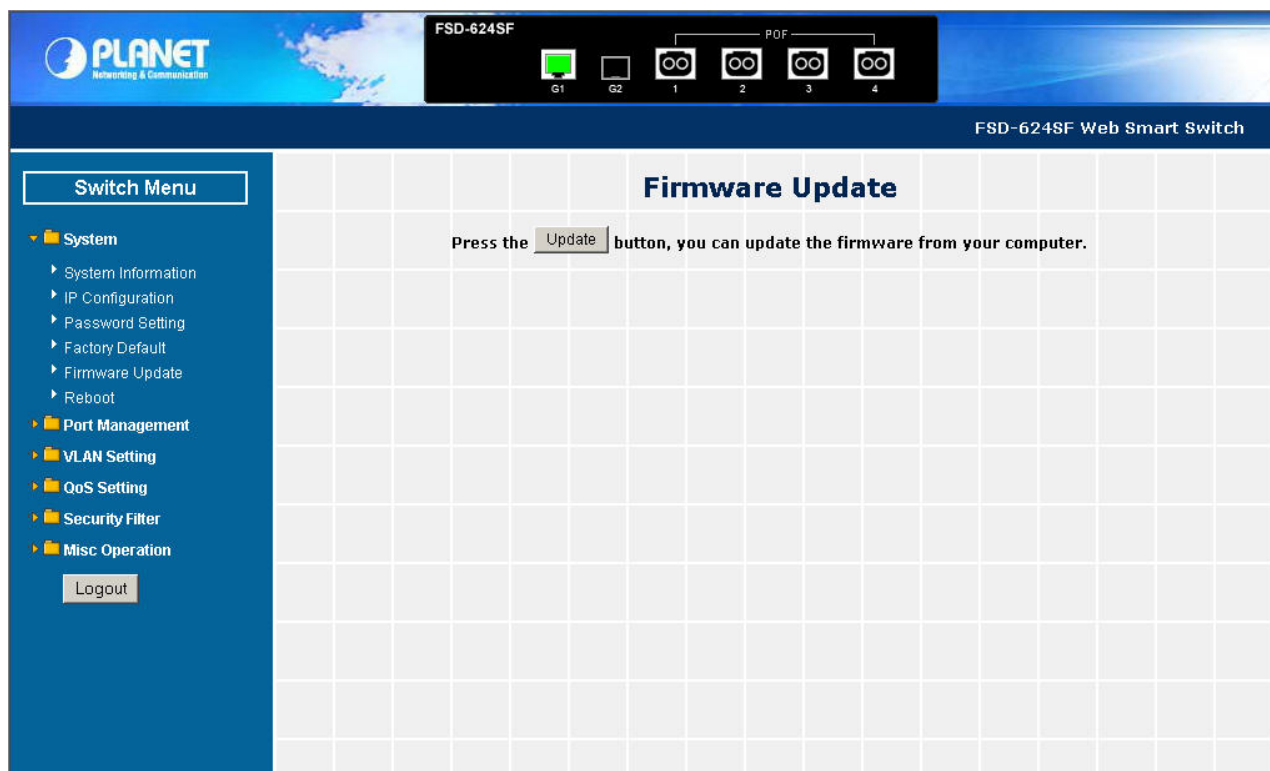 PLANET
Networking & Communication
FSD-624SF
POF
G1 G2 1 2 3 4
FSD-624SF Web Smart Switch
Switch Menu
System
System Information
IP Configuration
Password Setting
Factory Default
Firmware Update
Reboot
Port Management
VLAN Setting
QoS Setting
Security Filter
Misc Operation
Logout
Firmware Update
Press the Update button, you can update the firmware from your computer.